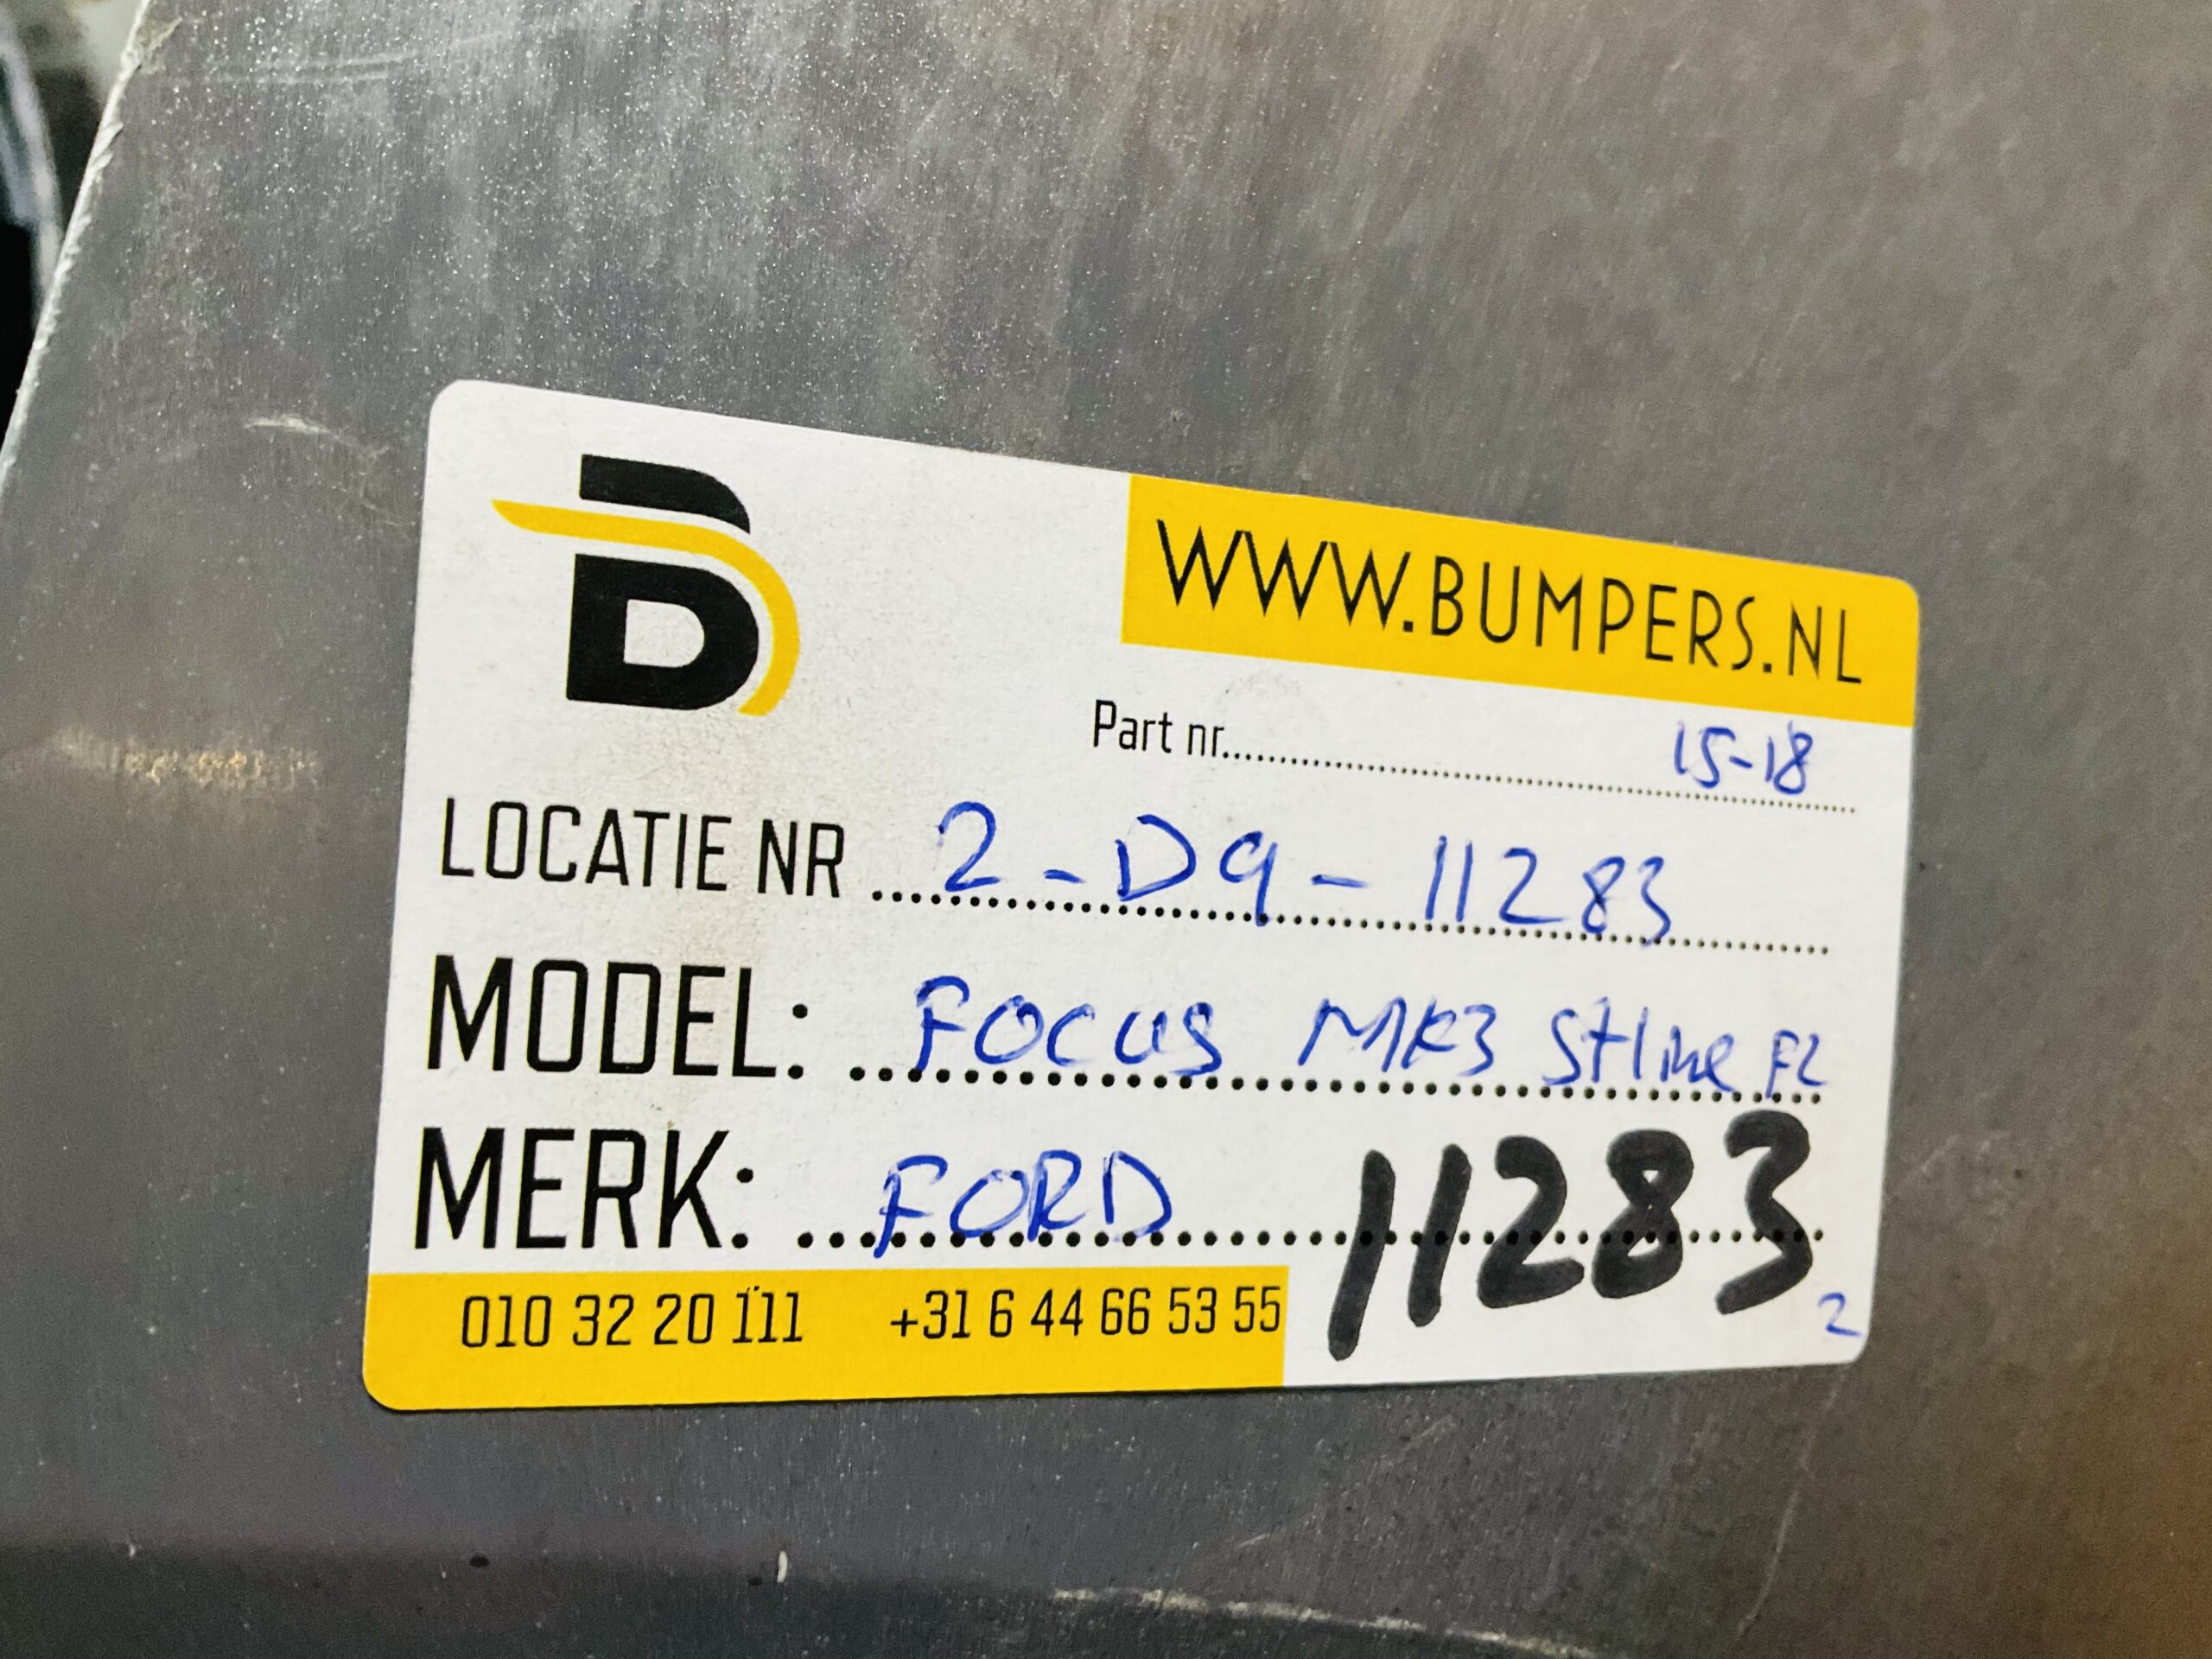 WWW.BUMPERS.NL
Part nr. 15-18
LOCATIE NR 2-D9-11283
MODEL: FOCUS MK3 STline FL
MERK: FORD 11283
2
010 32 20 111 +31 6 44 66 53 55